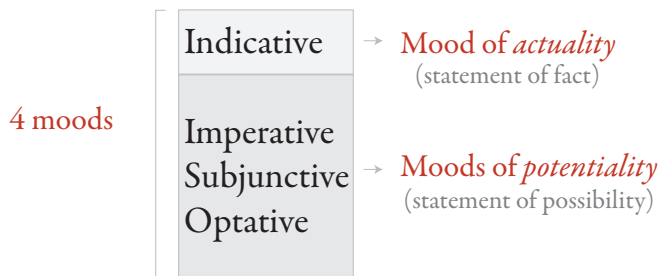 4 moods
Indicative
→ Mood of actuality
(statement of fact)
Imperative
Subjunctive
Optative
→ Moods of potentiality
(statement of possibility)